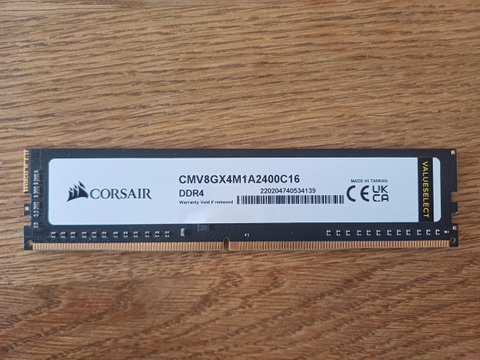 CORSAIR
CMV8GX4M1A2400C16
DDR4
220204740534139
Warranty Void if removed
MADE IN TAIWAN
CE UK CA
VALUESELECT